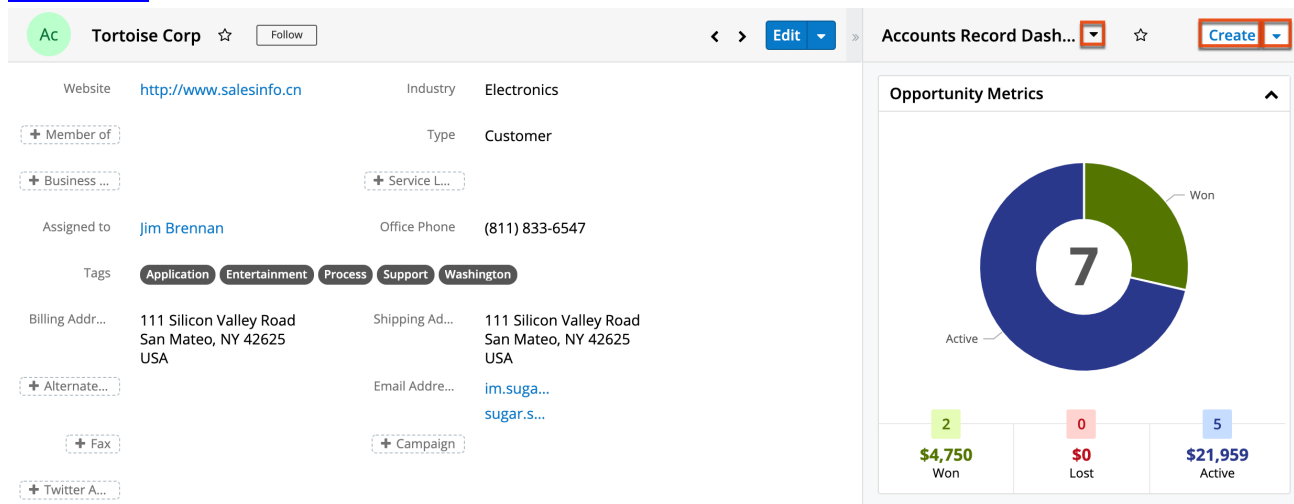 Ac Tortoise Corp Follow Edit
Accounts Record Dash... Create
Website http://www.salesinfo.cn Industry Electronics
+ Member of Type Customer
+ Business ... + Service L...
Assigned to Jim Brennan Office Phone (811) 833-6547
Tags Application Entertainment Process Support Washington
Billing Addr... 111 Silicon Valley Road
San Mateo, NY 42625
USA
Shipping Ad... 111 Silicon Valley Road
San Mateo, NY 42625
USA
+ Alternate... Email Addre... im.suga...
sugar.s...
+ Fax + Campaign
+ Twitter A...
Opportunity Metrics
Won
7
Active
2 0 5
$4,750 $0 $21,959
Won Lost Active